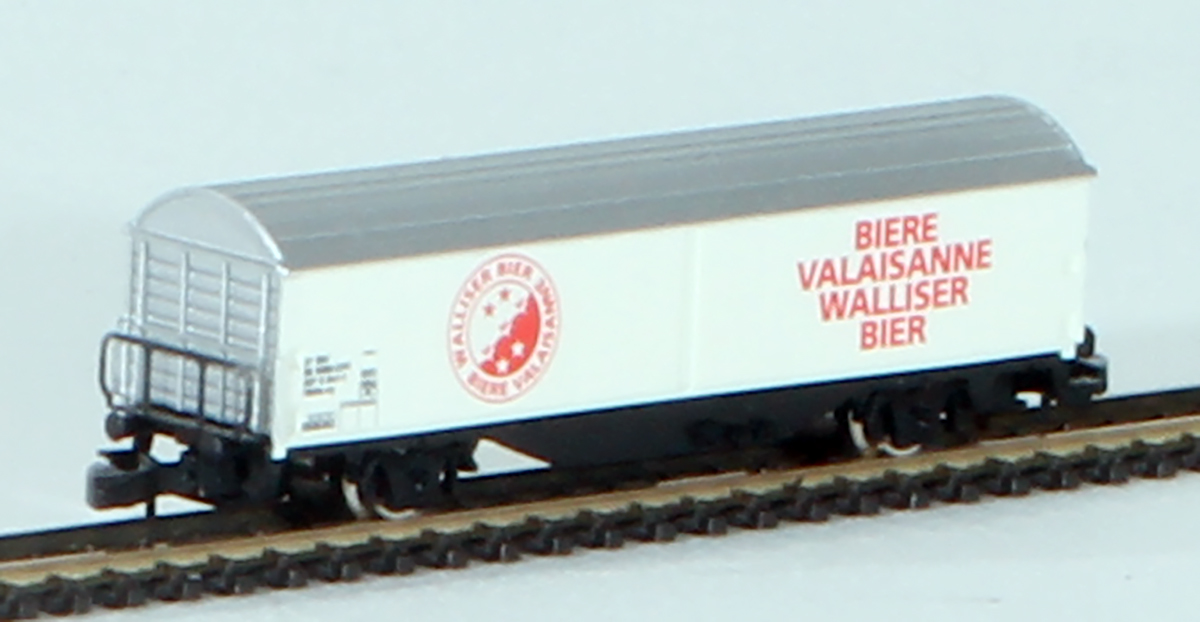 WALLISER BIER
BIERE VALAISANNE
BIERE
VALAISANNE
WALLISER
BIER